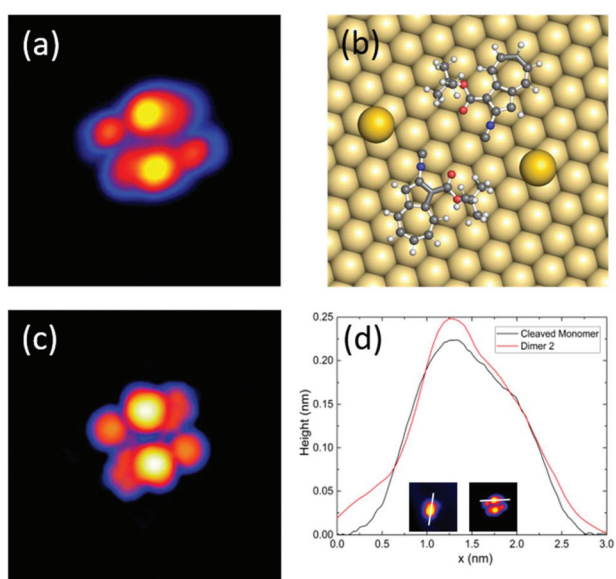 (a)
(b)
(c)
(d)
Cleaved Monomer
Dimer 2
Height (nm)
0.25
0.20
0.15
0.10
0.05
0.00
0.0 0.5 1.0 1.5 2.0 2.5 3.0
x (nm)